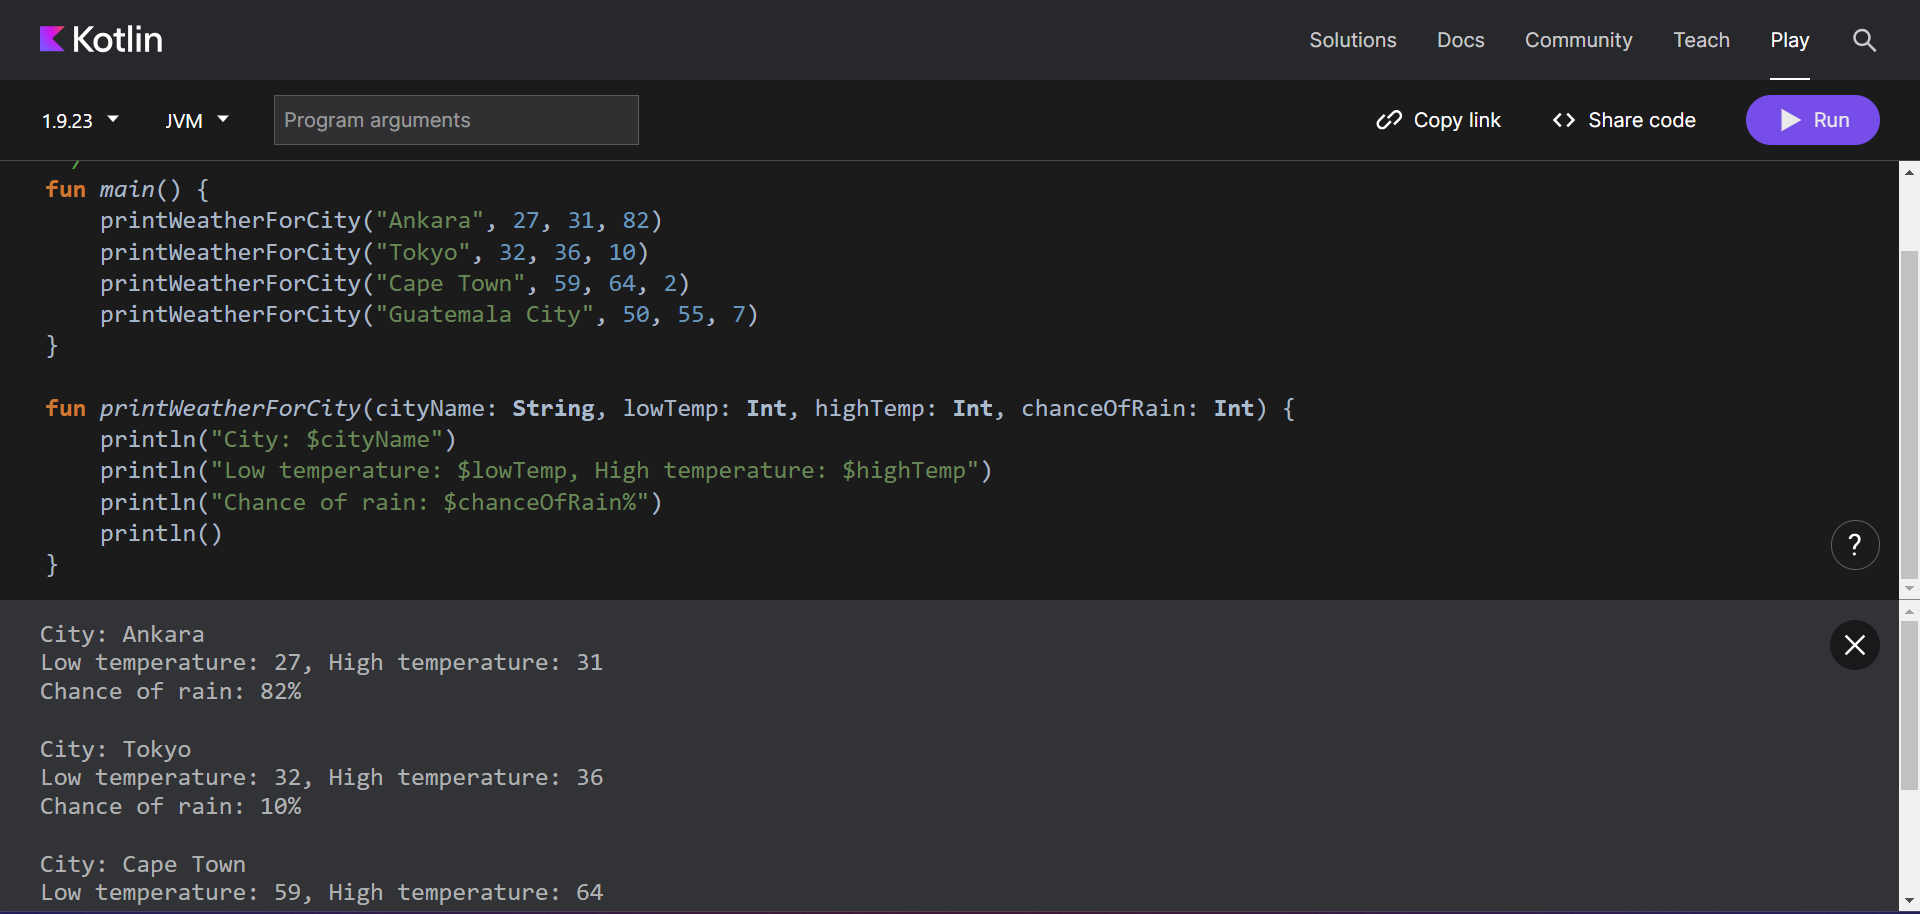 Kotlin
Solutions Docs Community Teach Play
1.9.23 JVM Program arguments Copy link <> Share code Run
/
fun main() {
    printWeatherForCity("Ankara", 27, 31, 82)
    printWeatherForCity("Tokyo", 32, 36, 10)
    printWeatherForCity("Cape Town", 59, 64, 2)
    printWeatherForCity("Guatemala City", 50, 55, 7)
}
fun printWeatherForCity(cityName: String, lowTemp: Int, highTemp: Int, chanceOfRain: Int) {
    println("City: $cityName")
    println("Low temperature: $lowTemp, High temperature: $highTemp")
    println("Chance of rain: $chanceOfRain%")
    println()
}
?
City: Ankara
Low temperature: 27, High temperature: 31
Chance of rain: 82%
City: Tokyo
Low temperature: 32, High temperature: 36
Chance of rain: 10%
City: Cape Town
Low temperature: 59, High temperature: 64